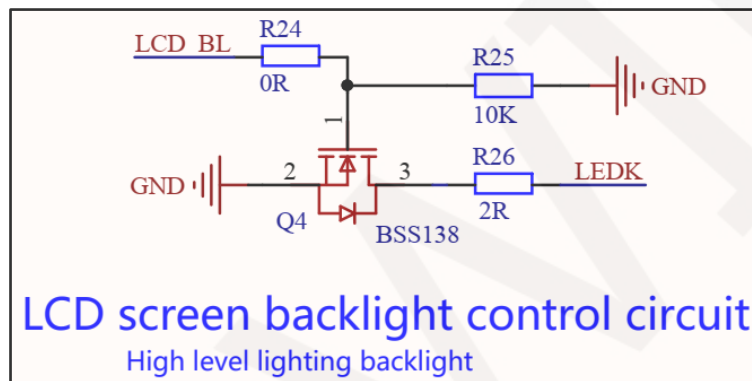 R24
LCD_BL
0R
R25
GND
10K
1
GND
2
3
R26
LEDK
Q4
BSS138
2R
LCD screen backlight control circuit
High level lighting backlight